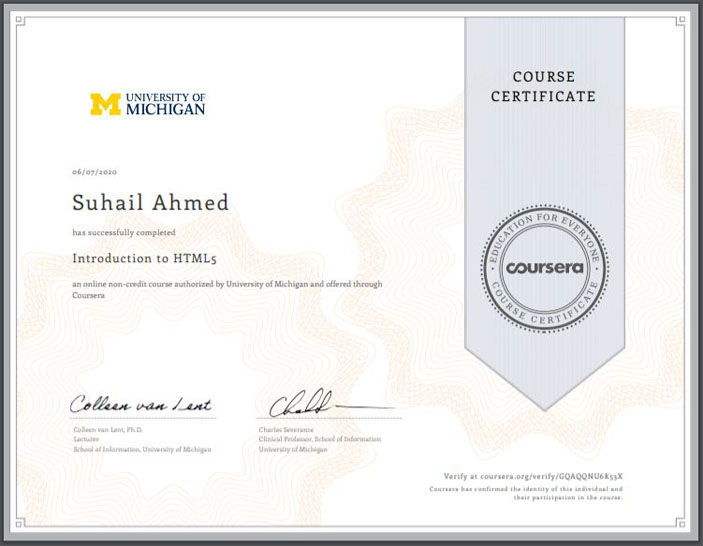 UNIVERSITY OF
MICHIGAN
COURSE
CERTIFICATE
06/07/2020
Suhail Ahmed
has successfully completed
Introduction to HTML5
an online non-credit course authorized by University of Michigan and offered through
Coursera
EDUCATION FOR EVERYONE
coursera
COURSE CERTIFICATE
Colleen van Lent
Colleen van Lent, Ph.D.
Lecturer
School of Information, University of Michigan
Charles Severance
Clinical Professor, School of Information
University of Michigan
Verify at coursera.org/verify/GQAQQNU6K53X
Coursera has confirmed the identity of this individual and
their participation in the course.